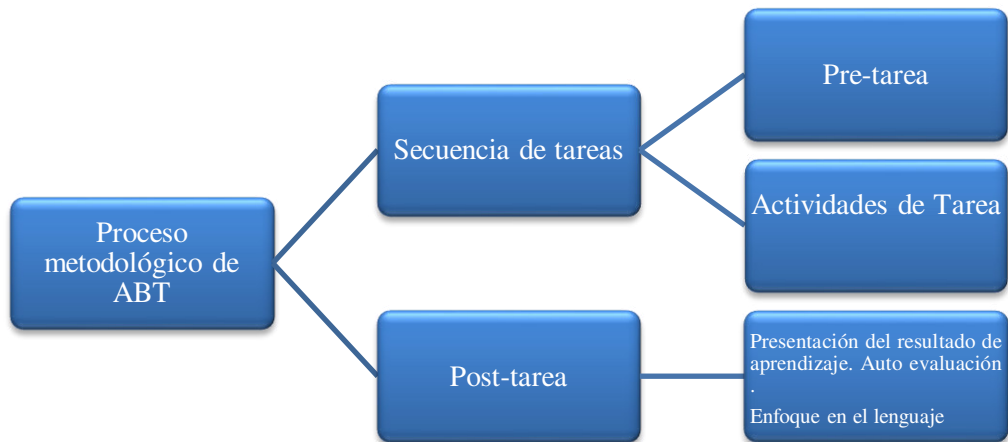 Proceso
metodológico de
ABT
Secuencia de tareas
Pre-tarea
Actividades de Tarea
Post-tarea
Presentación del resultado de
aprendizaje. Auto evaluación
.
Enfoque en el lenguaje